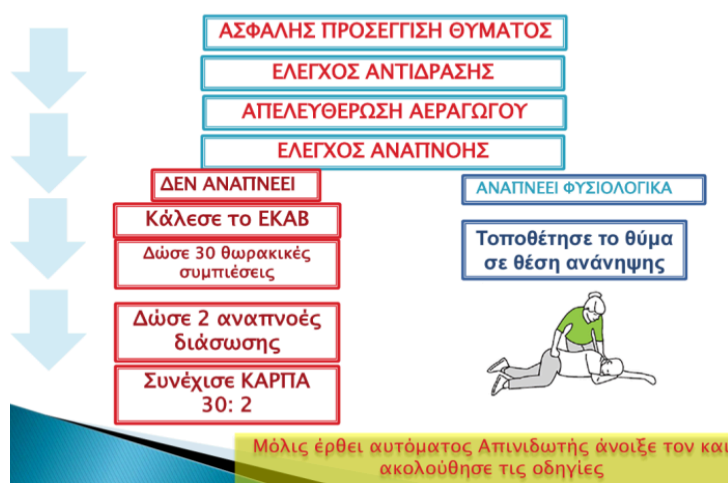 ΑΣΦΑΛΗΣ ΠΡΟΣΕΓΓΙΣΗ ΘΥΜΑΤΟΣ
ΕΛΕΓΧΟΣ ΑΝΤΙΔΡΑΣΗΣ
ΑΠΕΛΕΥΘΕΡΩΣΗ ΑΕΡΑΓΩΓΟΥ
ΕΛΕΓΧΟΣ ΑΝΑΠΝΟΗΣ
ΔΕΝ ΑΝΑΠΝΕΕΙ
Κάλεσε το ΕΚΑΒ
Δώσε 30 θωρακικές
συμπιέσεις
Δώσε 2 αναπνοές
διάσωσης
Συνέχισε ΚΑΡΠΑ
30: 2
ΑΝΑΠΝΕΕΙ ΦΥΣΙΟΛΟΓΙΚΑ
Τοποθέτησε το θύμα
σε θέση ανάνηψης
Μόλις έρθει αυτόματος Απινιδωτής άνοιξε τον και
ακολούθησε τις οδηγίες